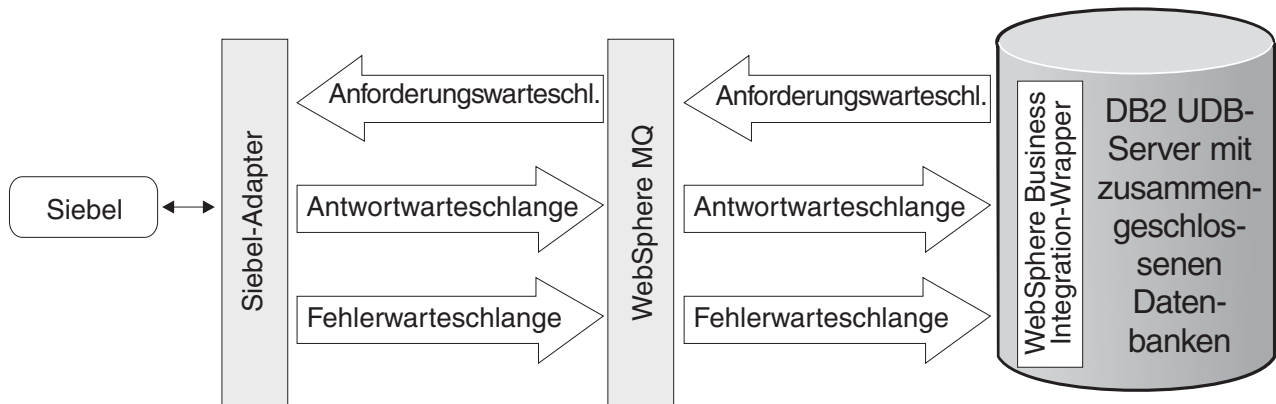 Siebel
Siebel-Adapter
Anforderungswarteschl.
Antwortwarteschlange
Fehlerwarteschlange
WebSphere MQ
Anforderungswarteschl.
Antwortwarteschlange
Fehlerwarteschlange
WebSphere Business
Integration-Wrapper
DB2 UDB-
Server mit
zusammen-
geschlos-
senen
Daten-
banken